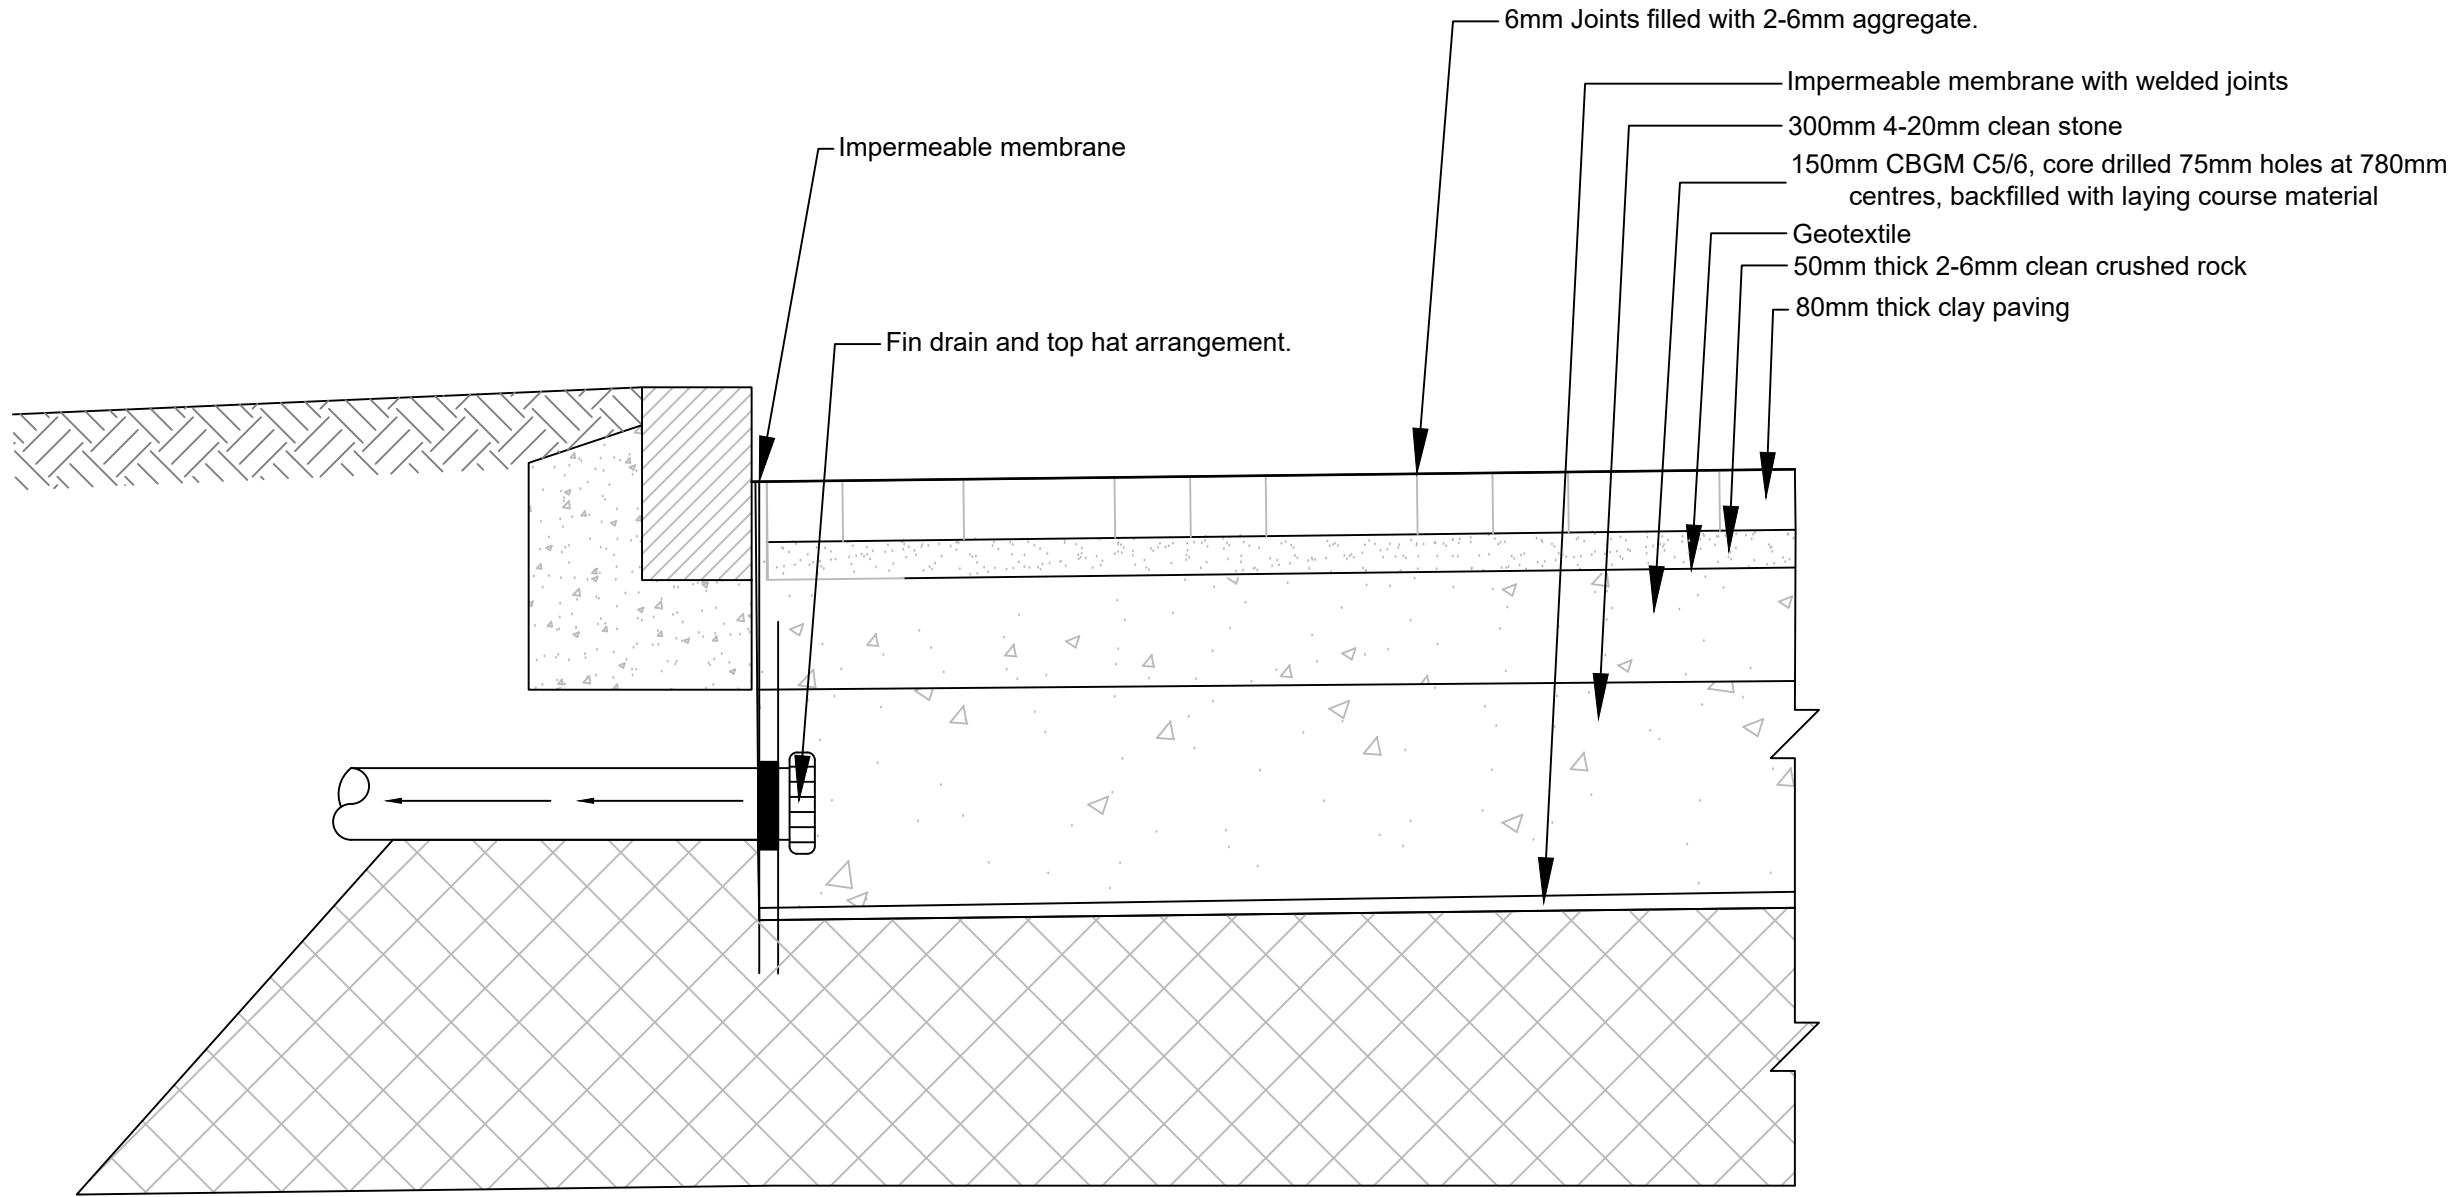 6mm Joints filled with 2-6mm aggregate.
Impermeable membrane with welded joints
300mm 4-20mm clean stone
Impermeable membrane
150mm CBGM C5/6, core drilled 75mm holes at 780mm
centres, backfilled with laying course material
Geotextile
50mm thick 2-6mm clean crushed rock
80mm thick clay paving
Fin drain and top hat arrangement.